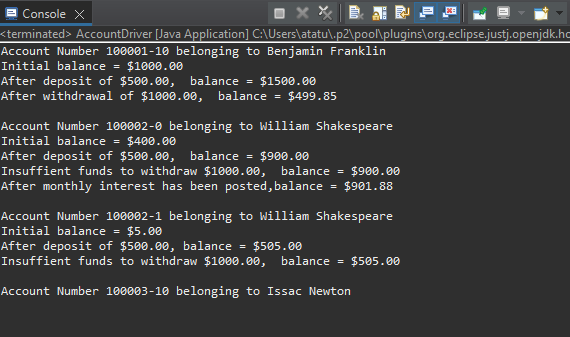 Console
<terminated> AccountDriver [Java Application] C:\Users\atatu\.p2\pool\plugins\org.eclipse.justj.openjdk.ho
Account Number 100001-10 belonging to Benjamin Franklin
Initial balance = $1000.00
After deposit of $500.00,  balance = $1500.00
After withdrawal of $1000.00,  balance = $499.85
Account Number 100002-0 belonging to William Shakespeare
Initial balance = $400.00
After deposit of $500.00,  balance = $900.00
Insuffient funds to withdraw $1000.00,  balance = $900.00
After monthly interest has been posted,balance = $901.88
Account Number 100002-1 belonging to William Shakespeare
Initial balance = $5.00
After deposit of $500.00, balance = $505.00
Insuffient funds to withdraw $1000.00,  balance = $505.00
Account Number 100003-10 belonging to Issac Newton